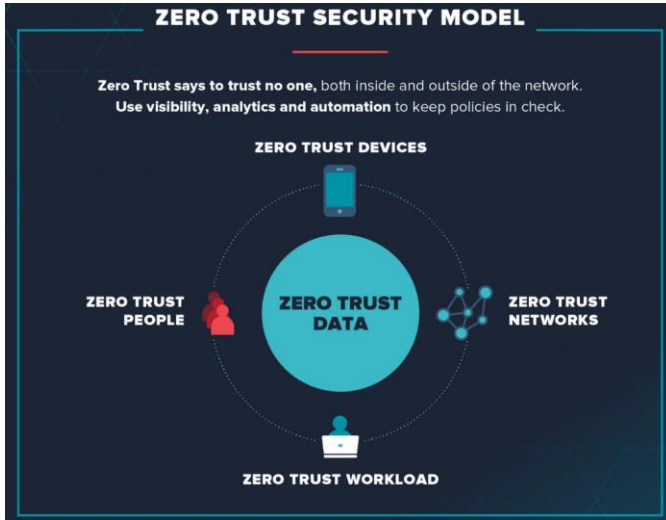 ZERO TRUST SECURITY MODEL
Zero Trust says to trust no one, both inside and outside of the network.
Use visibility, analytics and automation to keep policies in check.
ZERO TRUST DEVICES
ZERO TRUST
PEOPLE
ZERO TRUST
DATA
ZERO TRUST
NETWORKS
ZERO TRUST WORKLOAD